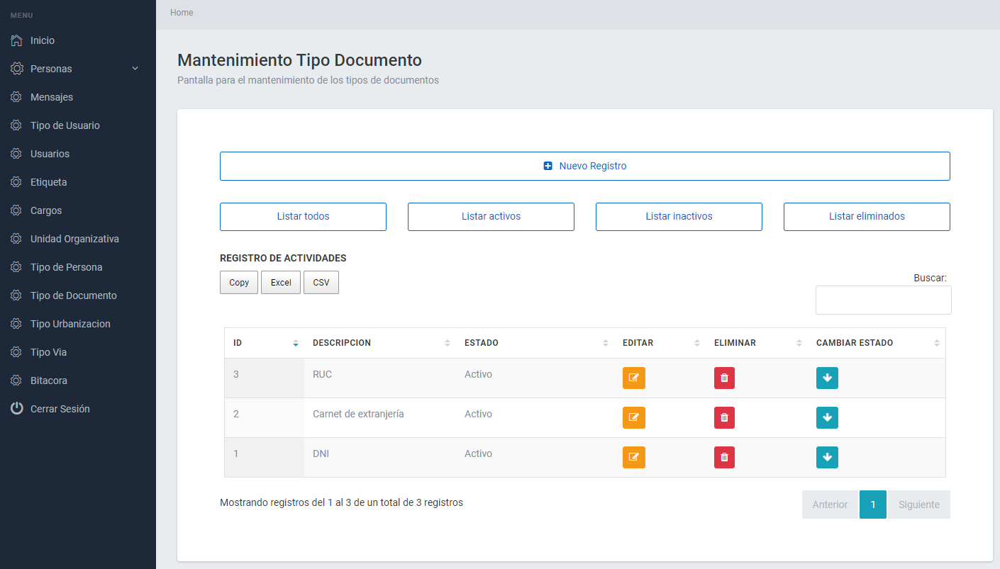 MENU
Inicio
Personas
Mensajes
Tipo de Usuario
Usuarios
Etiqueta
Cargos
Unidad Organizativa
Tipo de Persona
Tipo de Documento
Tipo Urbanizacion
Tipo Via
Bitacora
Cerrar Sesión
Home
Mantenimiento Tipo Documento
Pantalla para el mantenimiento de los tipos de documentos
Nuevo Registro
Listar todos Listar activos Listar inactivos Listar eliminados
REGISTRO DE ACTIVIDADES
Copy Excel CSV
Buscar:
ID DESCRIPCION ESTADO EDITAR ELIMINAR CAMBIAR ESTADO
3 RUC Activo
2 Carnet de extranjería Activo
1 DNI Activo
Mostrando registros del 1 al 3 de un total de 3 registros
Anterior 1 Siguiente